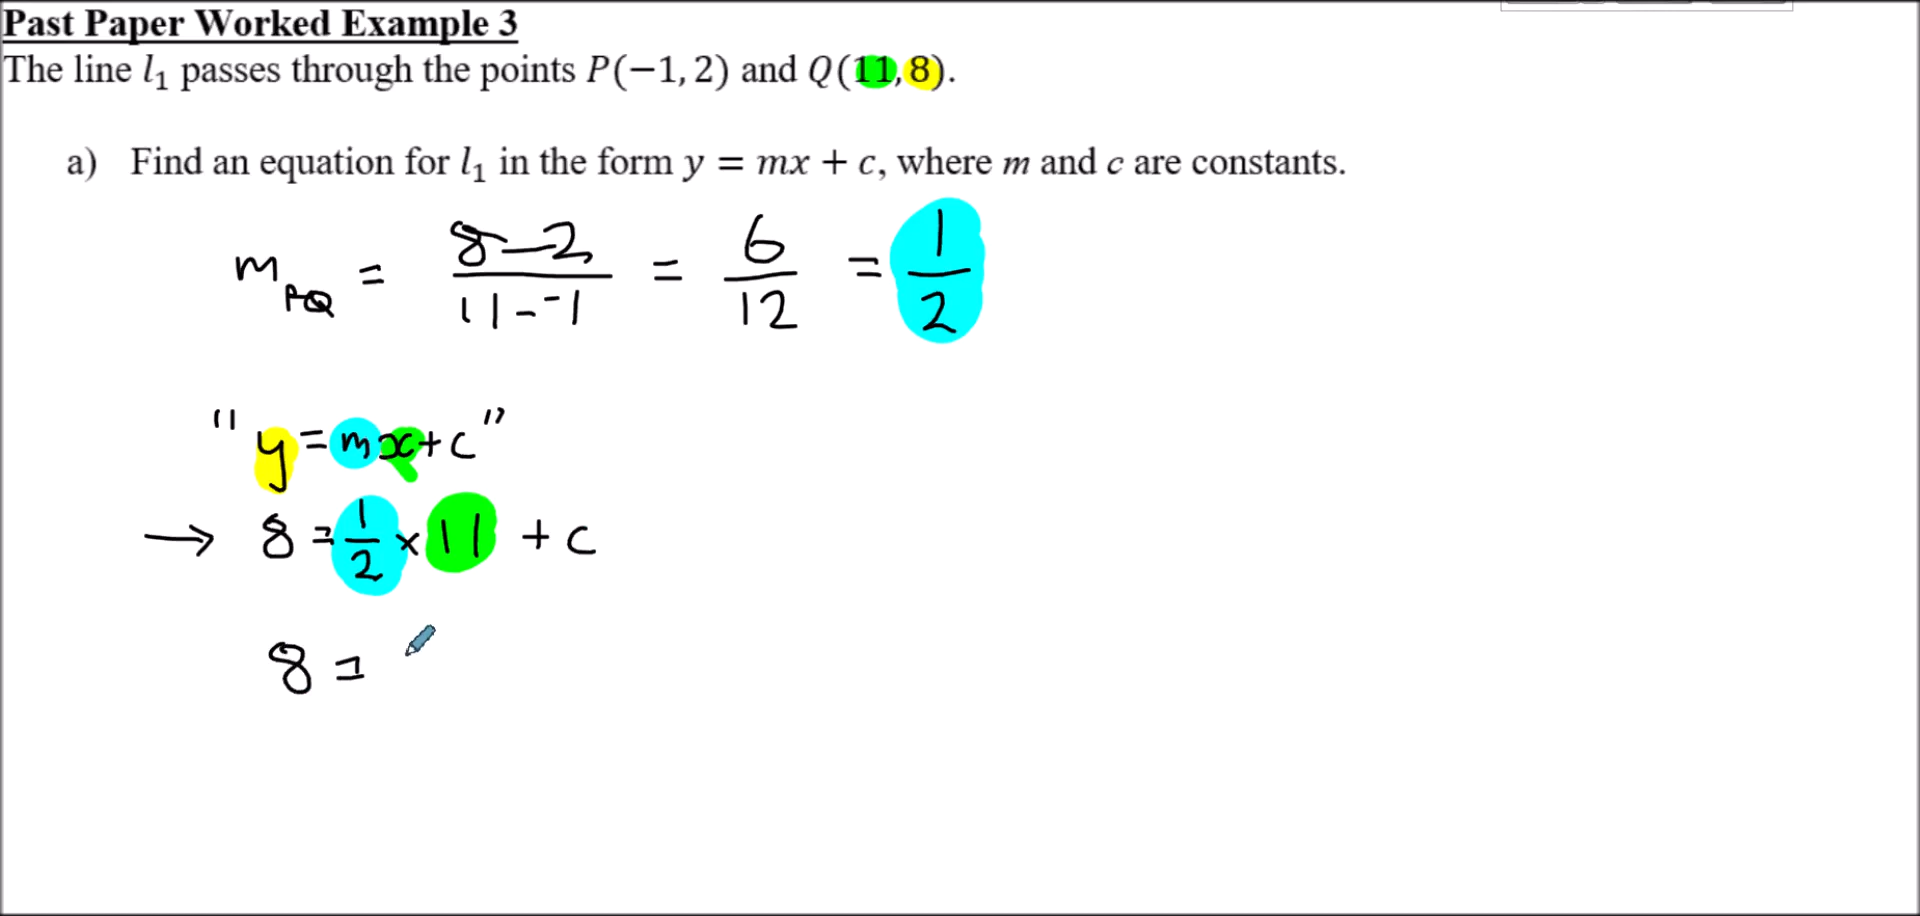 Past Paper Worked Example 3
The line l₁ passes through the points P(−1, 2) and Q(11, 8).
a) Find an equation for l₁ in the form y = mx + c, where m and c are constants.
m_PQ = (8−2)/(11−−1) = 6/12 = 1/2
"y=mx+c"
→ 8 = 1/2 × 11 + c
8 =